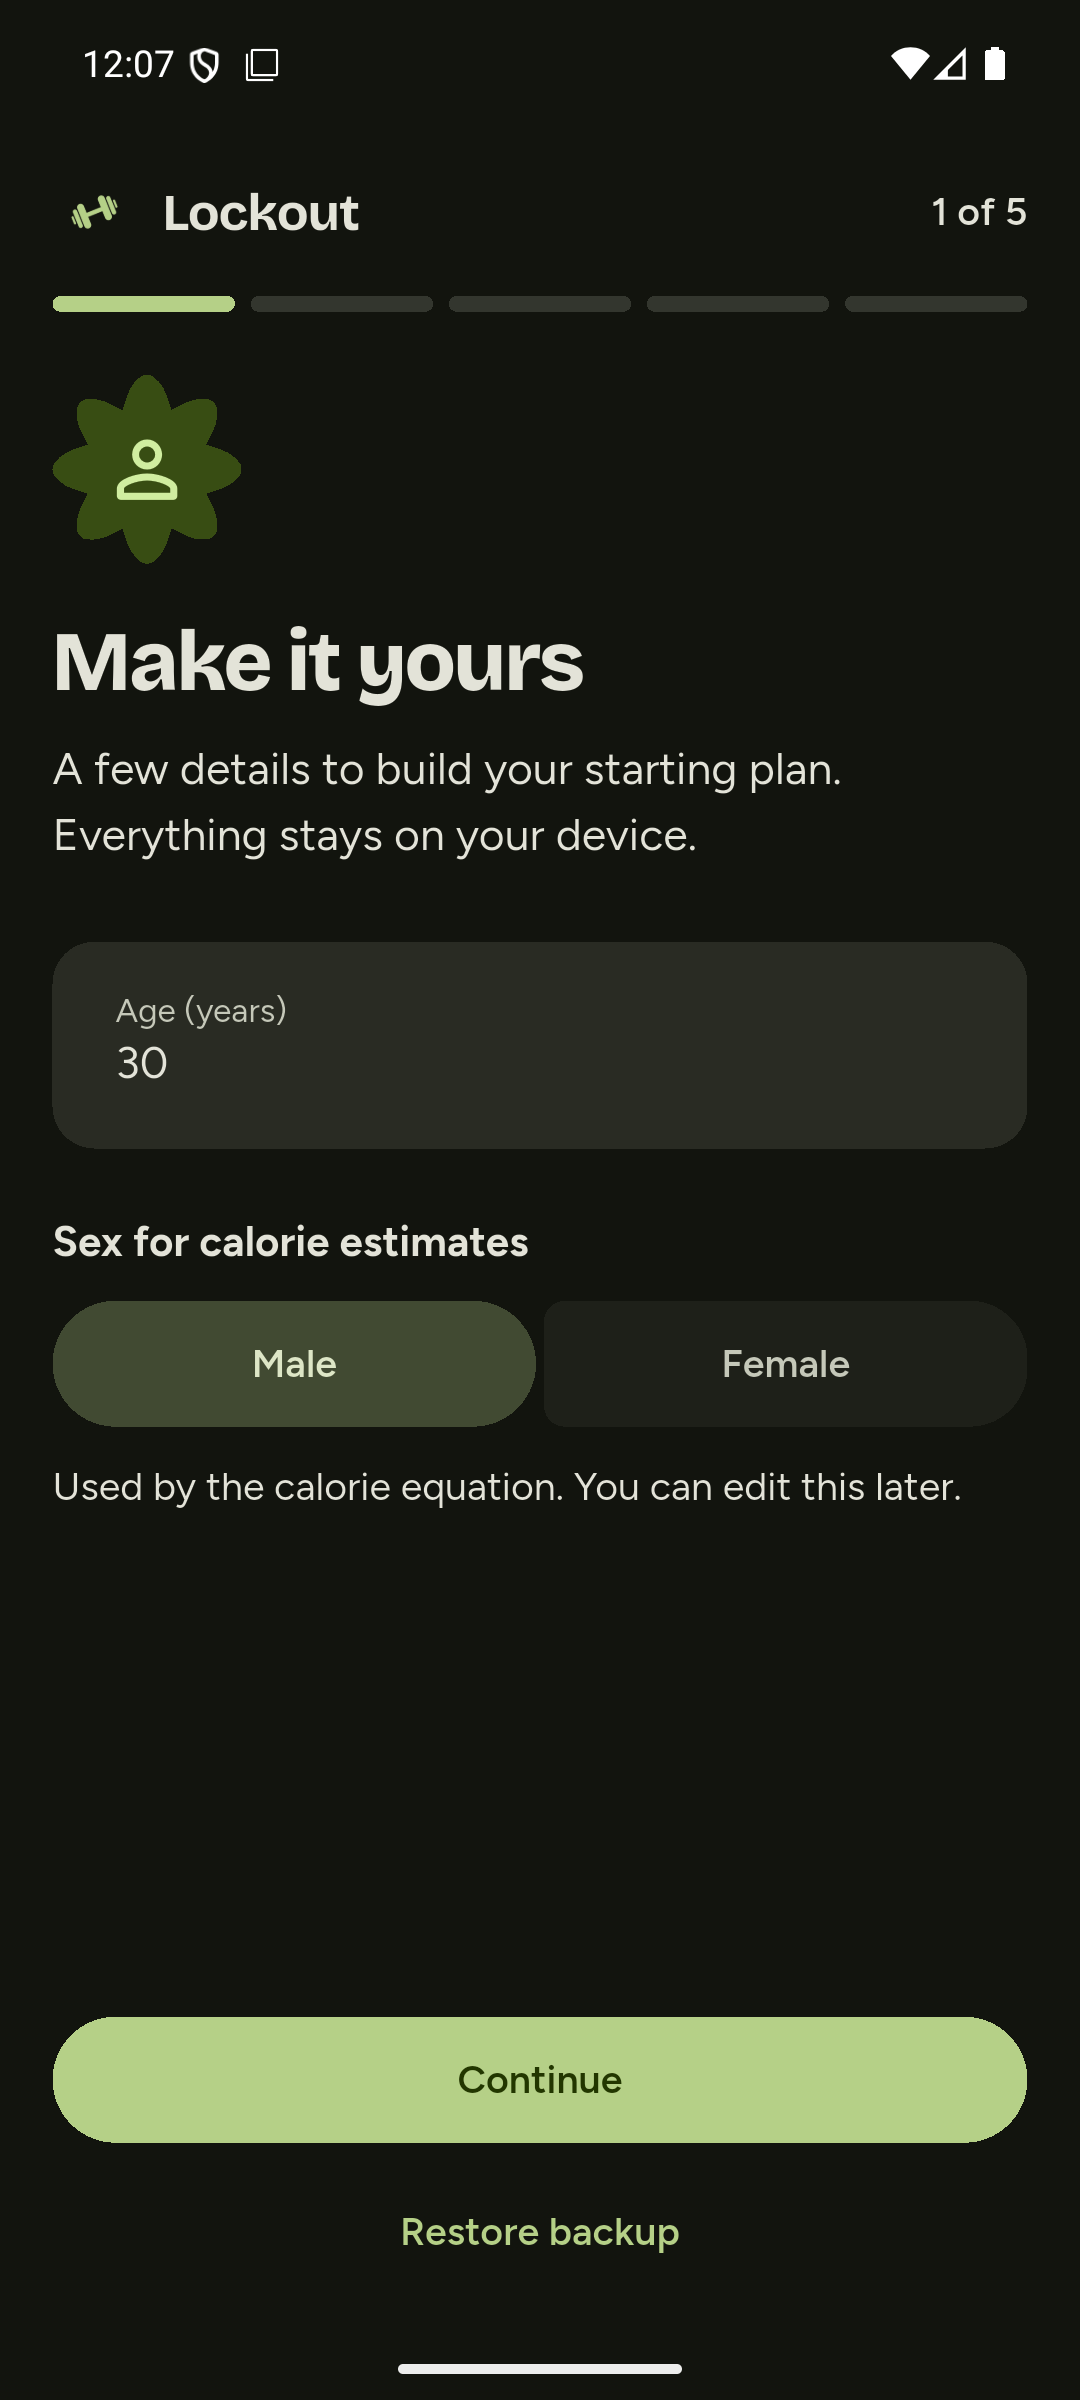 12:07
Lockout
1 of 5
Make it yours
A few details to build your starting plan.
Everything stays on your device.
Age (years)
30
Sex for calorie estimates
Male
Female
Used by the calorie equation. You can edit this later.
Continue
Restore backup